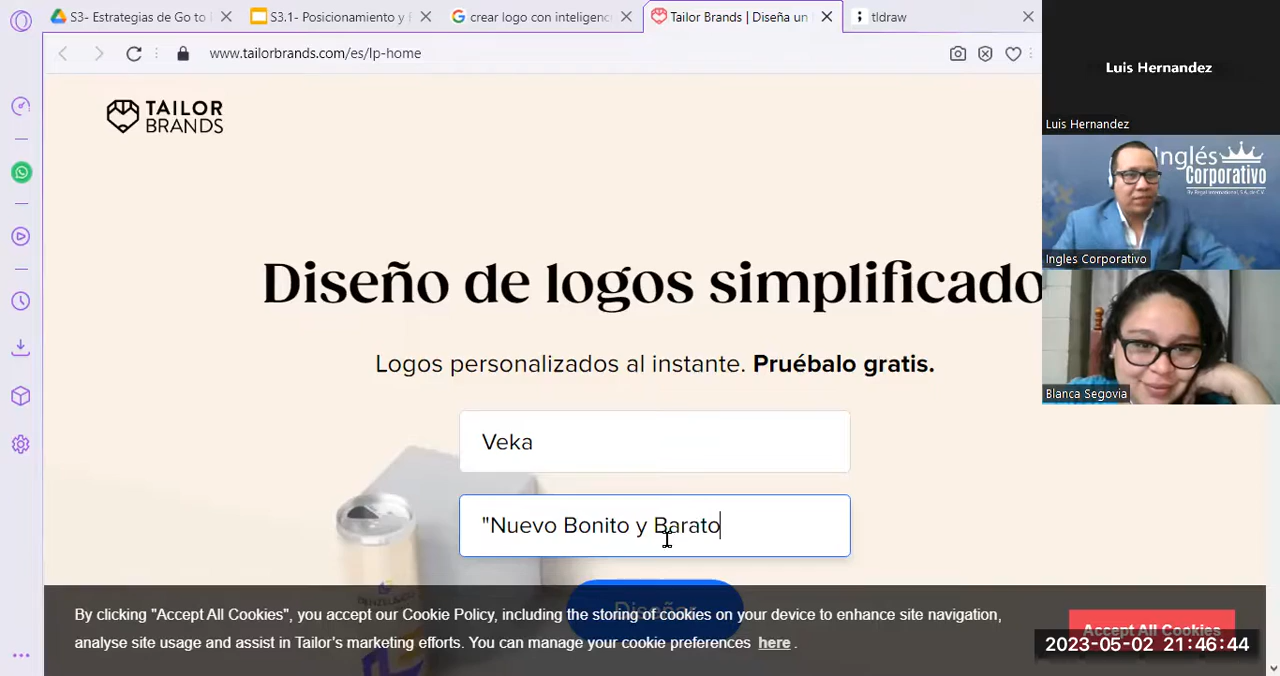 S3- Estrategias de Go to
S3.1- Posicionamiento y
crear logo con inteligenc
Tailor Brands | Diseña un
tldraw
www.tailorbrands.com/es/lp-home
TAILOR
BRANDS
Diseño de logos simplificado
Logos personalizados al instante. Pruébalo gratis.
Veka
"Nuevo Bonito y Barato
Diseñar
By clicking "Accept All Cookies", you accept our Cookie Policy, including the storing of cookies on your device to enhance site navigation,
analyse site usage and assist in Tailor's marketing efforts. You can manage your cookie preferences here .
Accept All Cookies
2023-05-02 21:46:44
Luis Hernandez
Luis Hernandez
Inglés
Corporativo
Ingles Corporativo
Blanca Segovia